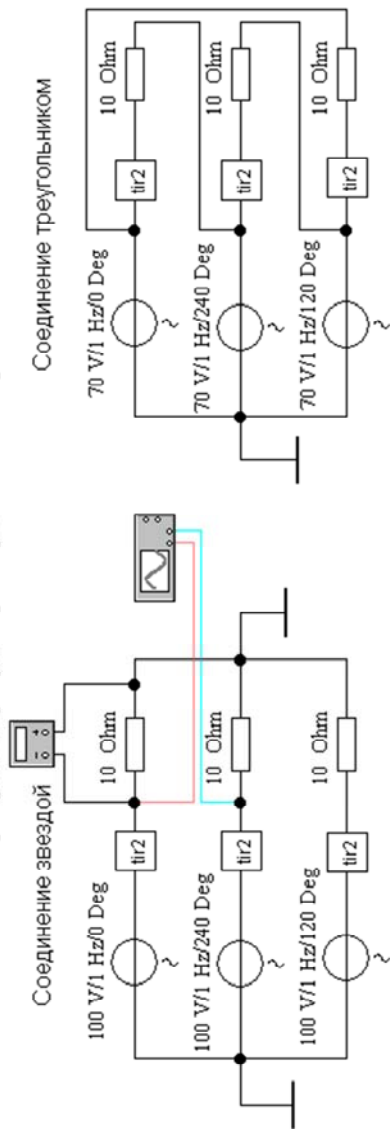 Соединение звездой
100 V/1 Hz/0 Deg
tir2
10 Ohm
100 V/1 Hz/240 Deg
tir2
10 Ohm
100 V/1 Hz/120 Deg
tir2
10 Ohm
Соединение треугольником
70 V/1 Hz/0 Deg
tir2
10 Ohm
70 V/1 Hz/240 Deg
tir2
10 Ohm
70 V/1 Hz/120 Deg
tir2
10 Ohm